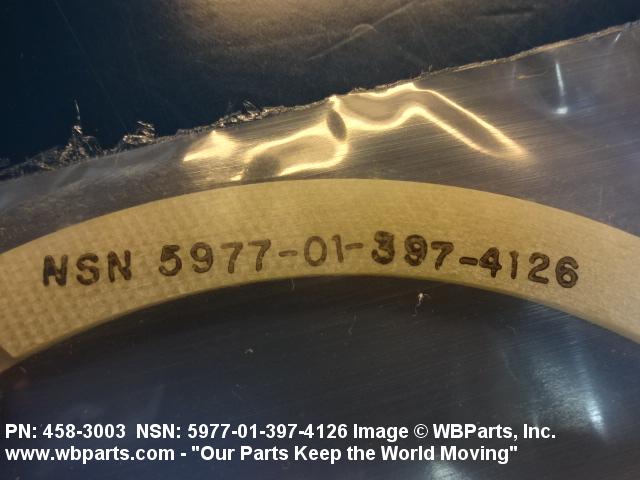 NSN 5977-01-397-4126
PN: 458-3003 NSN: 5977-01-397-4126 Image © WBParts, Inc.
www.wbparts.com - "Our Parts Keep the World Moving"